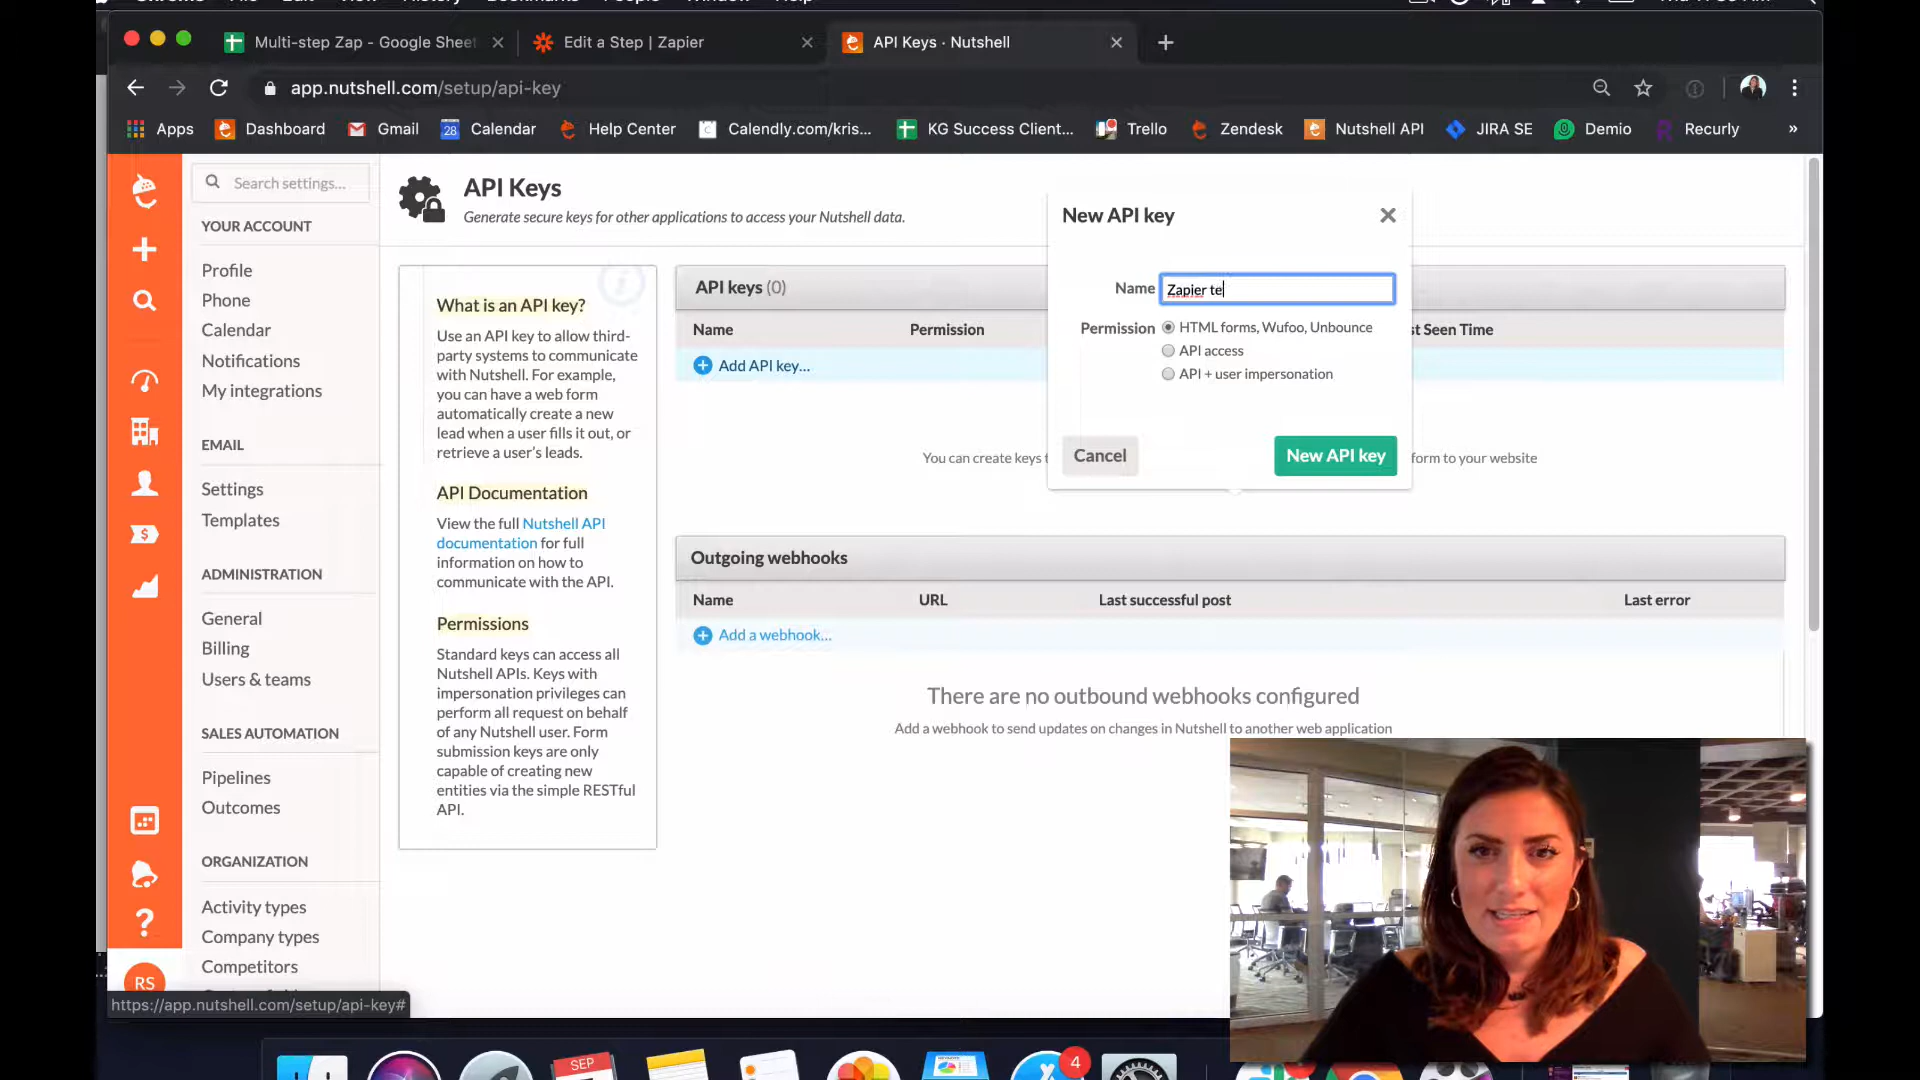 Multi-step Zap - Google Sheet
Edit a Step | Zapier
API Keys · Nutshell
app.nutshell.com/setup/api-key
Apps
Dashboard
Gmail
28
Calendar
Help Center
Calendly.com/kris...
KG Success Client...
Trello
Zendesk
Nutshell API
JIRA SE
Demio
Recurly
»
Search settings...
YOUR ACCOUNT
Profile
Phone
Calendar
Notifications
My integrations
EMAIL
Settings
Templates
ADMINISTRATION
General
Billing
Users & teams
SALES AUTOMATION
Pipelines
Outcomes
ORGANIZATION
Activity types
Company types
Competitors
RS
https://app.nutshell.com/setup/api-key#
API Keys
Generate secure keys for other applications to access your Nutshell data.
What is an API key?
Use an API key to allow third-
party systems to communicate
with Nutshell. For example,
you can have a web form
automatically create a new
lead when a user fills it out, or
retrieve a user's leads.
API Documentation
View the full Nutshell API
documentation for full
information on how to
communicate with the API.
Permissions
Standard keys can access all
Nutshell APIs. Keys with
impersonation privileges can
perform all request on behalf
of any Nutshell user. Form
submission keys are only
capable of creating new
entities via the simple RESTful
API.
API keys (0)
Name
Permission
st Seen Time
Add API key...
You can create keys t
form to your website
New API key
Name
Zapier te
Permission
HTML forms, Wufoo, Unbounce
API access
API + user impersonation
Cancel
New API key
Outgoing webhooks
Name
URL
Last successful post
Last error
Add a webhook...
There are no outbound webhooks configured
Add a webhook to send updates on changes in Nutshell to another web application
SEP
4